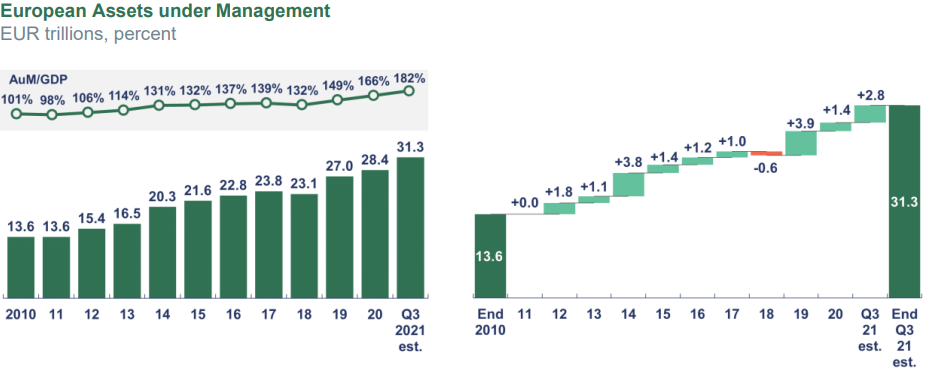 European Assets under Management
EUR trillions, percent
AuM/GDP
101% 98% 106% 114% 131% 132% 137% 139% 132% 149% 166% 182%
13.6 13.6 15.4 16.5 20.3 21.6 22.8 23.8 23.1 27.0 28.4 31.3
2010 11 12 13 14 15 16 17 18 19 20 Q3
2021
est.
13.6 +0.0 +1.8 +1.1 +3.8 +1.4 +1.2 +1.0 -0.6 +3.9 +1.4 +2.8 31.3
End 11 12 13 14 15 16 17 18 19 20 Q3 End
2010 21 Q3
est. 21
est.